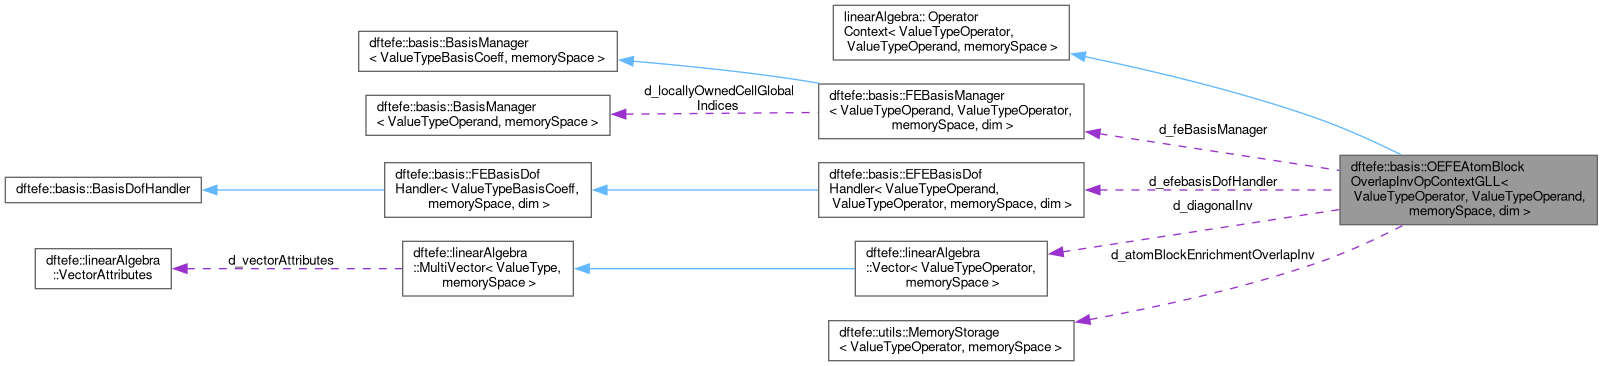 linearAlgebra:: Operator
Context< ValueTypeOperator,
ValueTypeOperand, memorySpace >
dftefe::basis::BasisManager
< ValueTypeBasisCoeff, memorySpace >
d_locallyOwnedCellGlobal
Indices
dftefe::basis::FEBasisManager
< ValueTypeOperand, ValueTypeOperator,
memorySpace, dim >
dftefe::basis::BasisManager
< ValueTypeOperand, memorySpace >
d_feBasisManager
dftefe::basis::OEFEAtomBlock
OverlapInvOpContextGLL<
ValueTypeOperator, ValueTypeOperand,
memorySpace, dim >
dftefe::basis::BasisDofHandler
dftefe::basis::FEBasisDof
Handler< ValueTypeBasisCoeff,
memorySpace, dim >
dftefe::basis::EFEBasisDof
Handler< ValueTypeOperand,
ValueTypeOperator, memorySpace, dim >
d_efebasisDofHandler
d_diagonalInv
dftefe::linearAlgebra
::VectorAttributes
d_vectorAttributes
dftefe::linearAlgebra
::MultiVector< ValueType,
memorySpace >
dftefe::linearAlgebra
::Vector< ValueTypeOperator,
memorySpace >
d_atomBlockEnrichmentOverlapInv
dftefe::utils::MemoryStorage
< ValueTypeOperator, memorySpace >